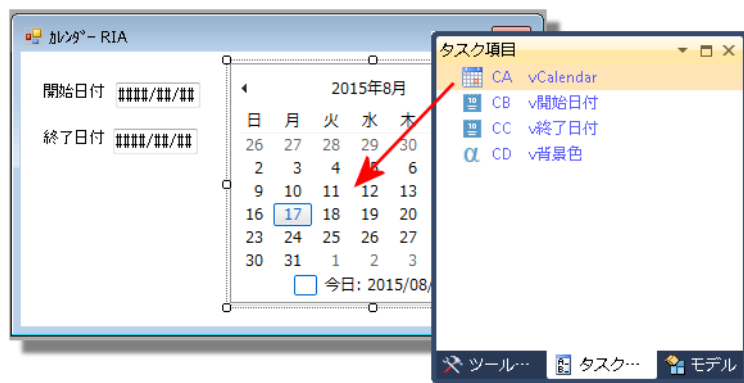 ｶﾚﾝﾀﾞｰ RIA
開始日付 ####/##/##
終了日付 ####/##/##
2015年8月
日 月 火 水 木
26 27 28 29 30
2 3 4 5 6
9 10 11 12 13
16 17 18 19 20
23 24 25 26 27
30 31 1 2 3
今日: 2015/08/
タスク項目
CA vCalendar
CB v開始日付
CC v終了日付
CD v背景色
ツール… タスク… モデル